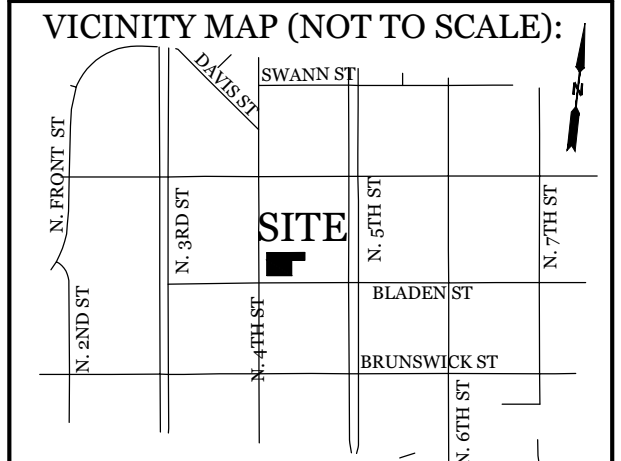 VICINITY MAP (NOT TO SCALE):
DAVIS ST
SWANN ST
N
N. FRONT ST
N. 3RD ST
SITE
N. 5TH ST
N. 7TH ST
BLADEN ST
N. 2ND ST
N. 4TH ST
BRUNSWICK ST
N. 6TH ST